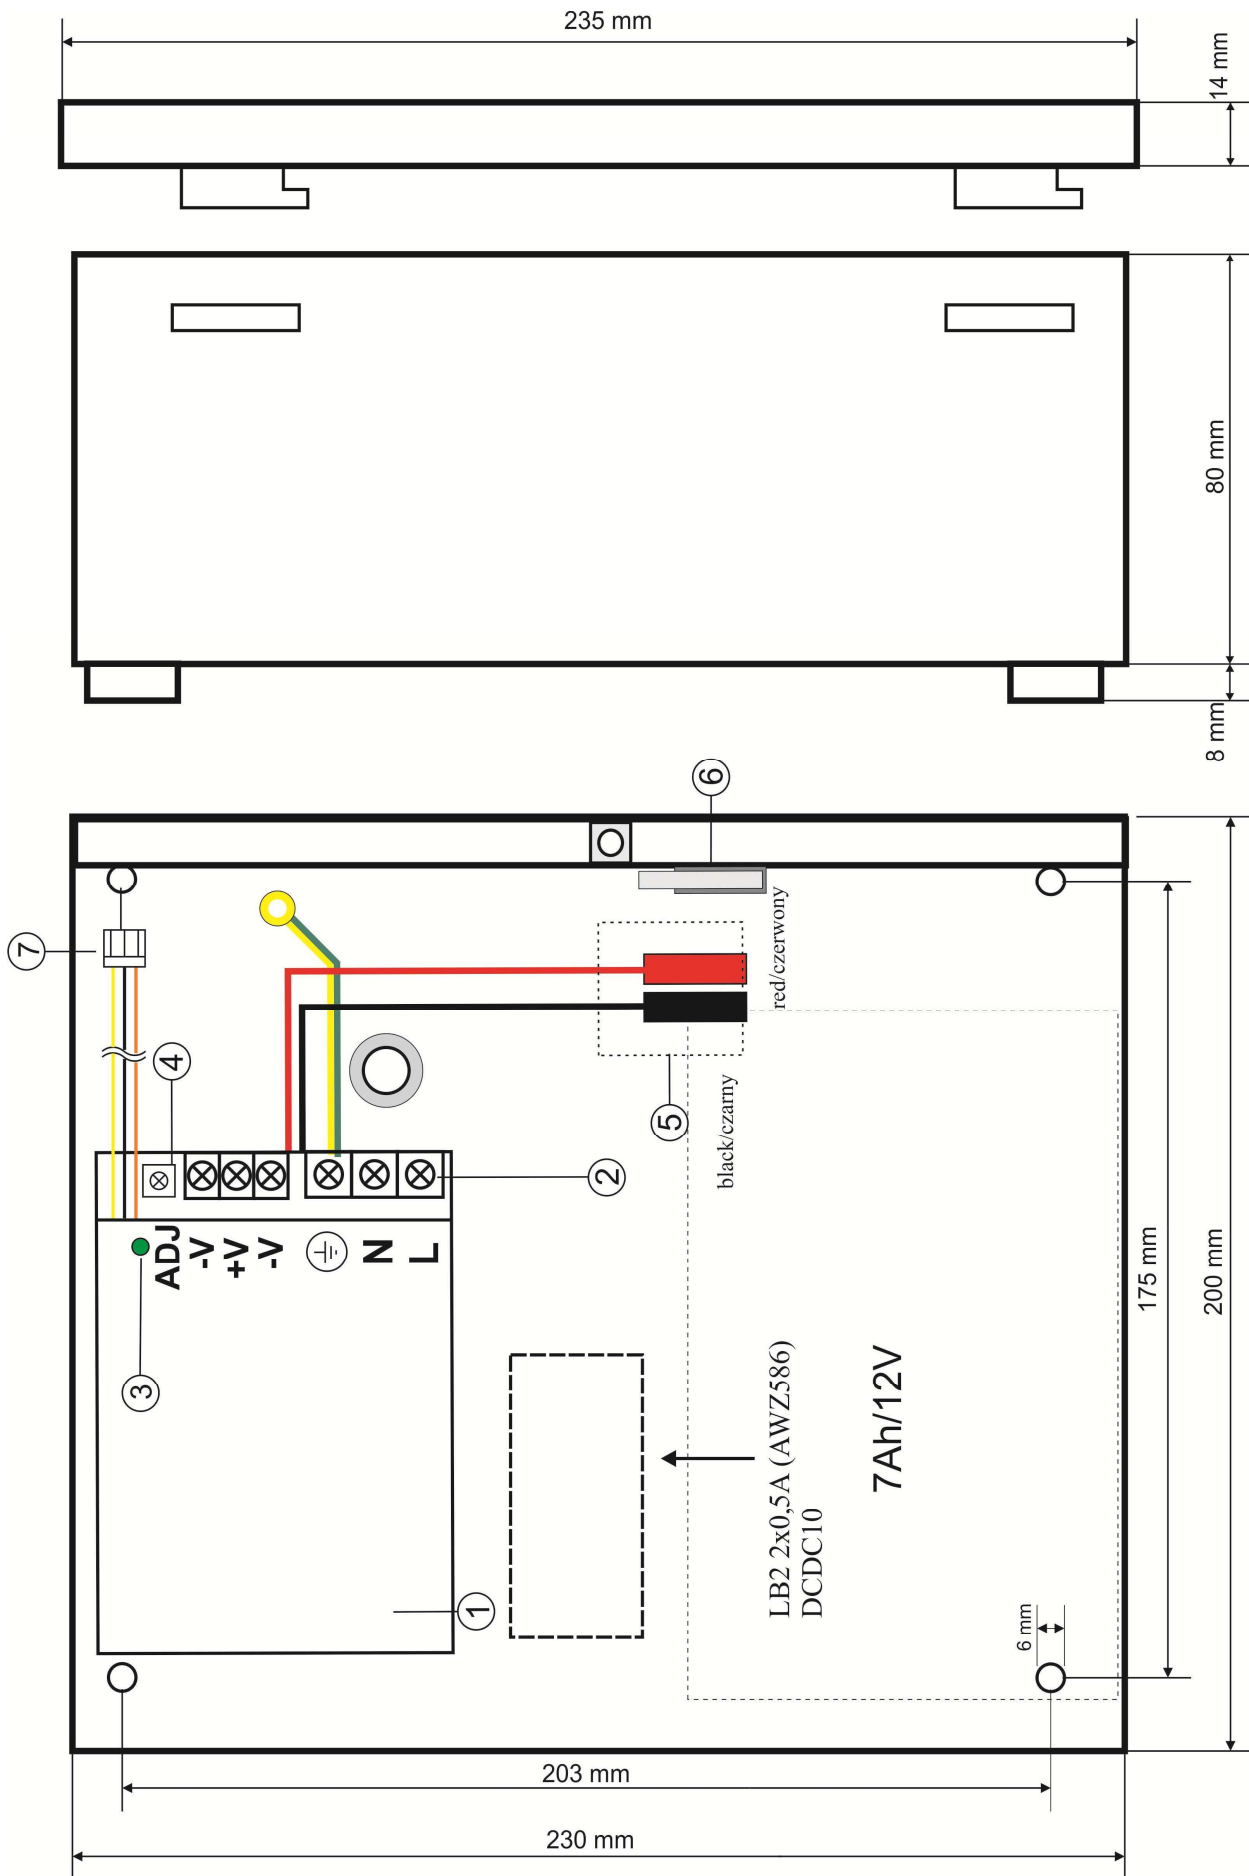 235 mm
14 mm
80 mm
8 mm
6
7
red/czerwony
4
5
black/czarny
2
ADJ
-V
+V
-V
N
L
3
175 mm
200 mm
LB2 2x0,5A (AWZ586)
DCDC10
7Ah/12V
1
6 mm
203 mm
230 mm